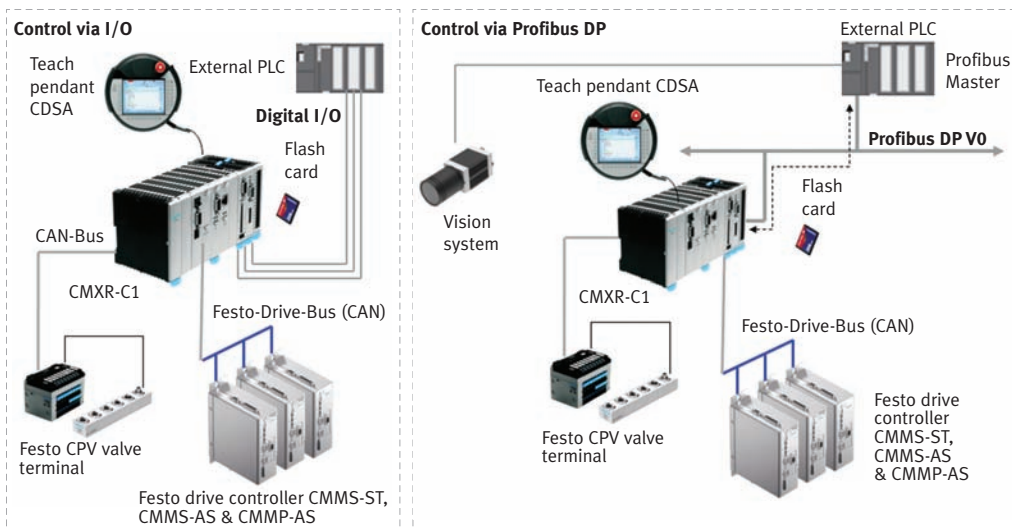 Control via I/O
Teach
pendant
CDSA
External PLC
Digital I/O
Flash
card
CAN-Bus
CMXR-C1
Festo-Drive-Bus (CAN)
Festo CPV valve
terminal
Festo drive controller CMMS-ST,
CMMS-AS & CMMP-AS
Control via Profibus DP
External PLC
Profibus
Master
Teach pendant CDSA
Profibus DP V0
Flash
card
Vision
system
CMXR-C1
Festo-Drive-Bus (CAN)
Festo CPV valve
terminal
Festo drive
controller
CMMS-ST,
CMMS-AS
& CMMP-AS